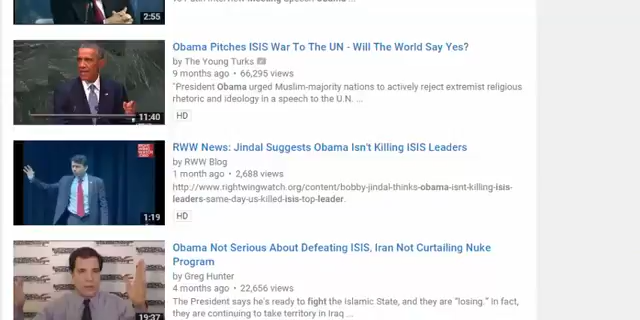 2:55
Obama Pitches ISIS War To The UN - Will The World Say Yes?
by The Young Turks
9 months ago • 66,295 views
"President Obama urged Muslim-majority nations to actively reject extremist religious
rhetoric and ideology in a speech to the U.N. ...
11:40
HD
RWW News: Jindal Suggests Obama Isn't Killing ISIS Leaders
by RWW Blog
1 month ago • 2,688 views
http://www.rightwingwatch.org/content/bobby-jindal-thinks-obama-isnt-killing-isis-
leaders-same-day-us-killed-isis-top-leader.
1:19
HD
Obama Not Serious About Defeating ISIS, Iran Not Curtailing Nuke
Program
by Greg Hunter
4 months ago • 22,656 views
The President says he's ready to fight the Islamic State, and they are "losing." In fact,
they are continuing to take territory in Iraq ...
19:37